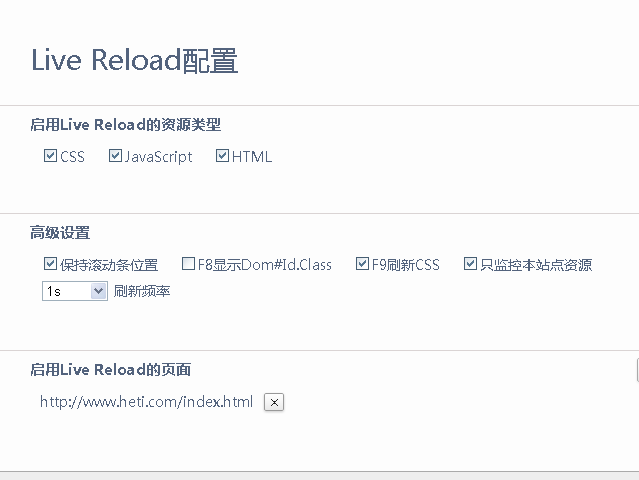 Live Reload配置
启用Live Reload的资源类型
CSS JavaScript HTML
高级设置
保持滚动条位置 F8显示Dom#Id.Class F9刷新CSS 只监控本站点资源
1s 刷新频率
启用Live Reload的页面
http://www.heti.com/index.html